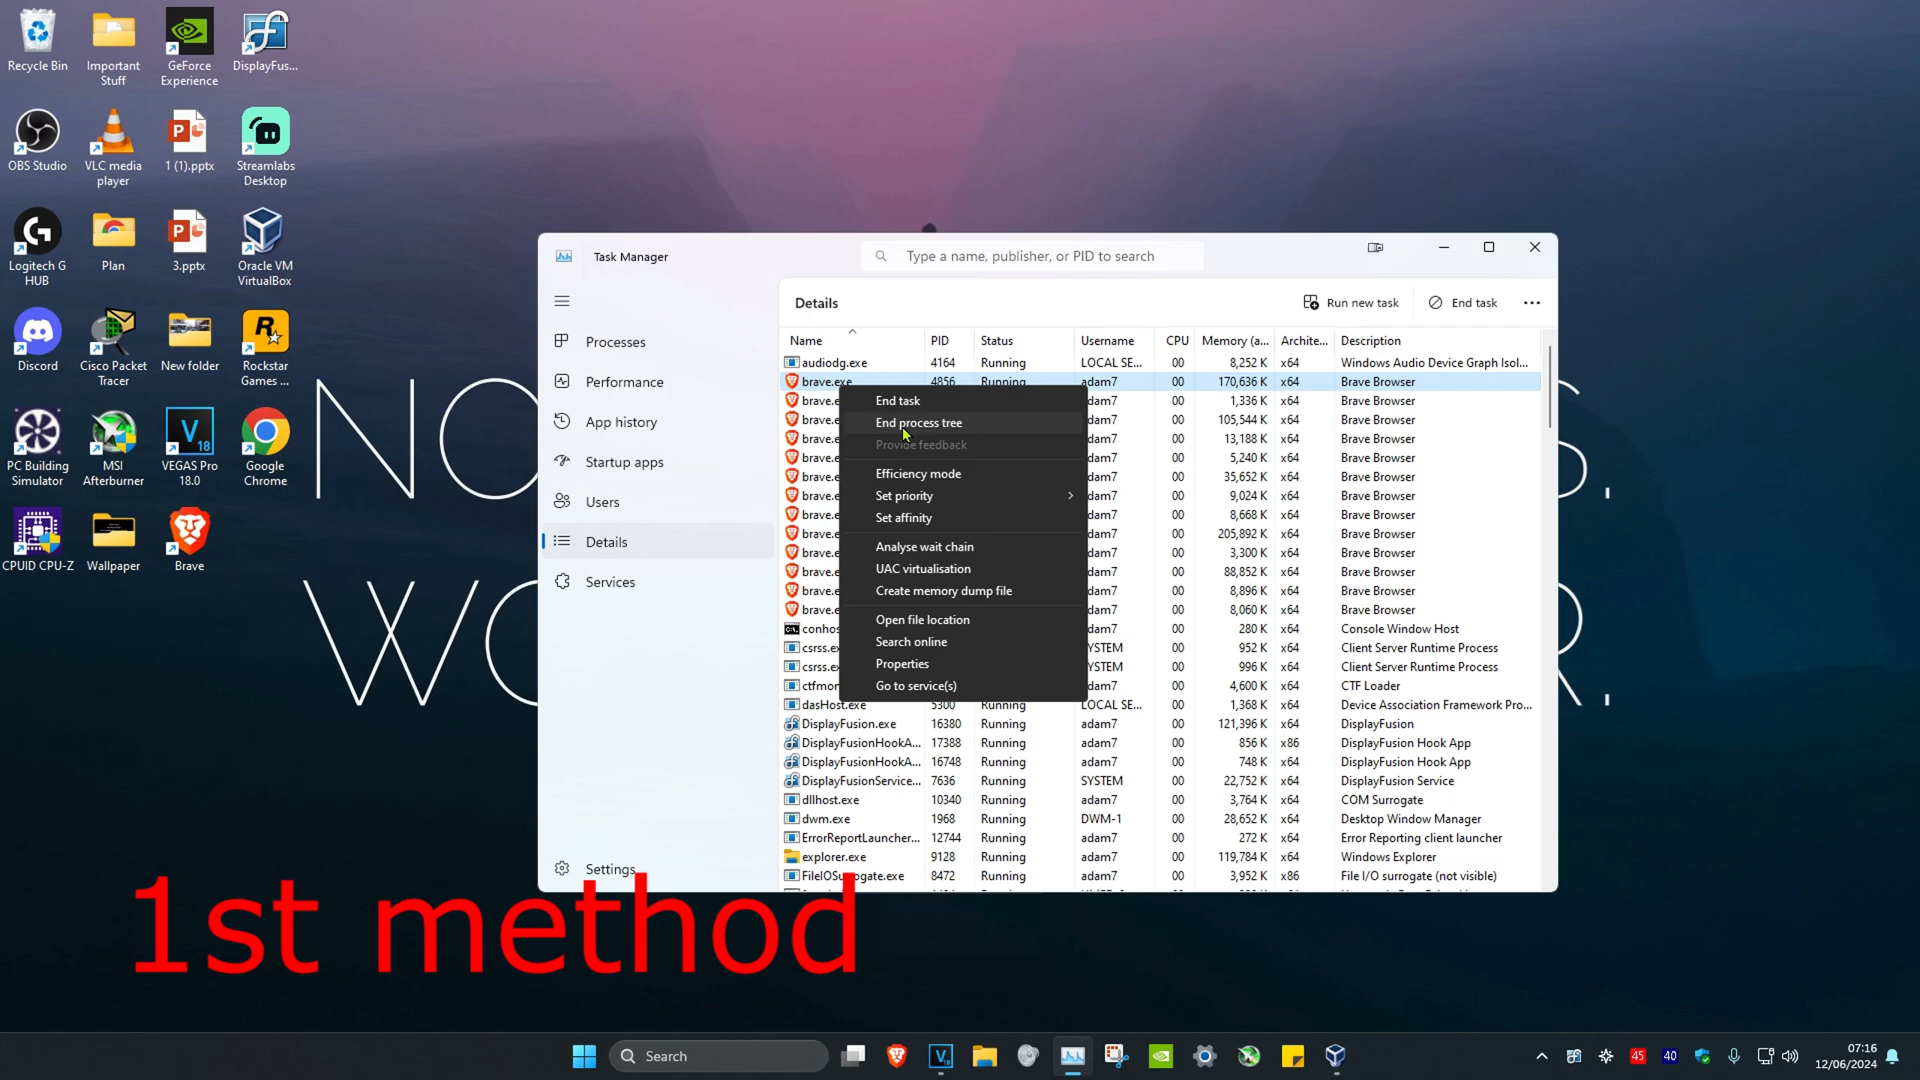 Recycle Bin
Important Stuff
GeForce Experience
DisplayFus...
OBS Studio
VLC media player
1 (1).pptx
Streamlabs Desktop
Logitech G HUB
Plan
3.pptx
Oracle VM VirtualBox
Discord
Cisco Packet Tracer
New folder
Rockstar Games ...
PC Building Simulator
MSI Afterburner
VEGAS Pro 18.0
Google Chrome
CPUID CPU-Z
Wallpaper
Brave
Task Manager
Type a name, publisher, or PID to search
Processes
Performance
App history
Startup apps
Users
Details
Services
Settings
Details
Run new task
End task
Name PID Status Username CPU Memory (a... Archite... Description
audiodg.exe 4164 Running LOCAL SE... 00 8,252 K x64 Windows Audio Device Graph Isol...
brave.exe 4856 Running adam7 00 170,636 K x64 Brave Browser
brave.e adam7 00 1,336 K x64 Brave Browser
brave.e adam7 00 105,544 K x64 Brave Browser
brave.e adam7 00 13,188 K x64 Brave Browser
brave.e adam7 00 5,240 K x64 Brave Browser
brave.e adam7 00 35,652 K x64 Brave Browser
brave.e adam7 00 9,024 K x64 Brave Browser
brave.e adam7 00 8,668 K x64 Brave Browser
brave.e adam7 00 205,892 K x64 Brave Browser
brave.e adam7 00 3,300 K x64 Brave Browser
brave.e adam7 00 88,852 K x64 Brave Browser
brave.e adam7 00 8,896 K x64 Brave Browser
brave.e adam7 00 8,060 K x64 Brave Browser
conhos adam7 00 280 K x64 Console Window Host
csrss.ex YSTEM 00 952 K x64 Client Server Runtime Process
csrss.ex YSTEM 00 996 K x64 Client Server Runtime Process
ctfmor adam7 00 4,600 K x64 CTF Loader
dasHost.exe 5300 Running LOCAL SE... 00 1,368 K x64 Device Association Framework Pro...
DisplayFusion.exe 16380 Running adam7 00 121,396 K x64 DisplayFusion
DisplayFusionHookA... 17388 Running adam7 00 856 K x86 DisplayFusion Hook App
DisplayFusionHookA... 16748 Running adam7 00 748 K x64 DisplayFusion Hook App
DisplayFusionService... 7636 Running SYSTEM 00 22,752 K x64 DisplayFusion Service
dllhost.exe 10340 Running adam7 00 3,764 K x64 COM Surrogate
dwm.exe 1968 Running DWM-1 00 28,652 K x64 Desktop Window Manager
ErrorReportLauncher... 12744 Running adam7 00 272 K x64 Error Reporting client launcher
explorer.exe 9128 Running adam7 00 119,784 K x64 Windows Explorer
FileIOSurrogate.exe 8472 Running adam7 00 3,952 K x86 File I/O surrogate (not visible)
End task
End process tree
Provide feedback
Efficiency mode
Set priority
Set affinity
Analyse wait chain
UAC virtualisation
Create memory dump file
Open file location
Search online
Properties
Go to service(s)
1st method
Search
45
40
07:16
12/06/2024